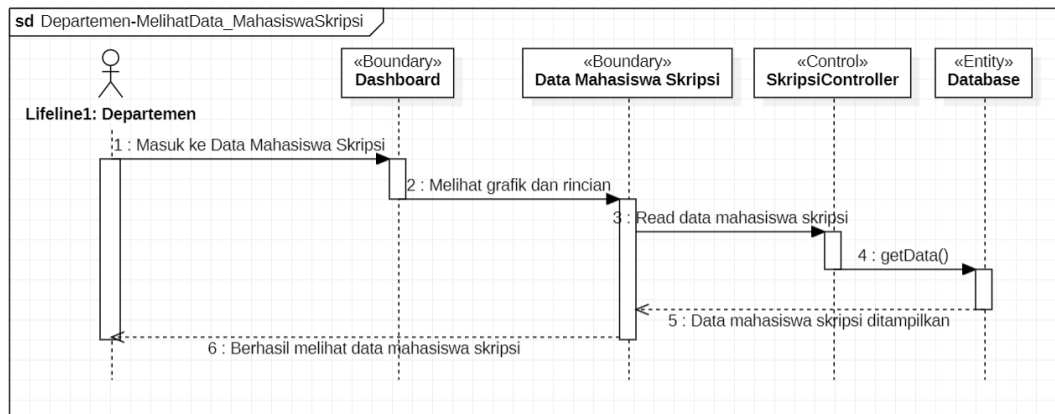 sd Departemen-MelihatData_MahasiswaSkripsi
«Boundary»
Dashboard
«Boundary»
Data Mahasiswa Skripsi
«Control»
SkripsiController
«Entity»
Database
Lifeline1: Departemen
1 : Masuk ke Data Mahasiswa Skripsi
2 : Melihat grafik dan rincian
3 : Read data mahasiswa skripsi
4 : getData()
5 : Data mahasiswa skripsi ditampilkan
6 : Berhasil melihat data mahasiswa skripsi